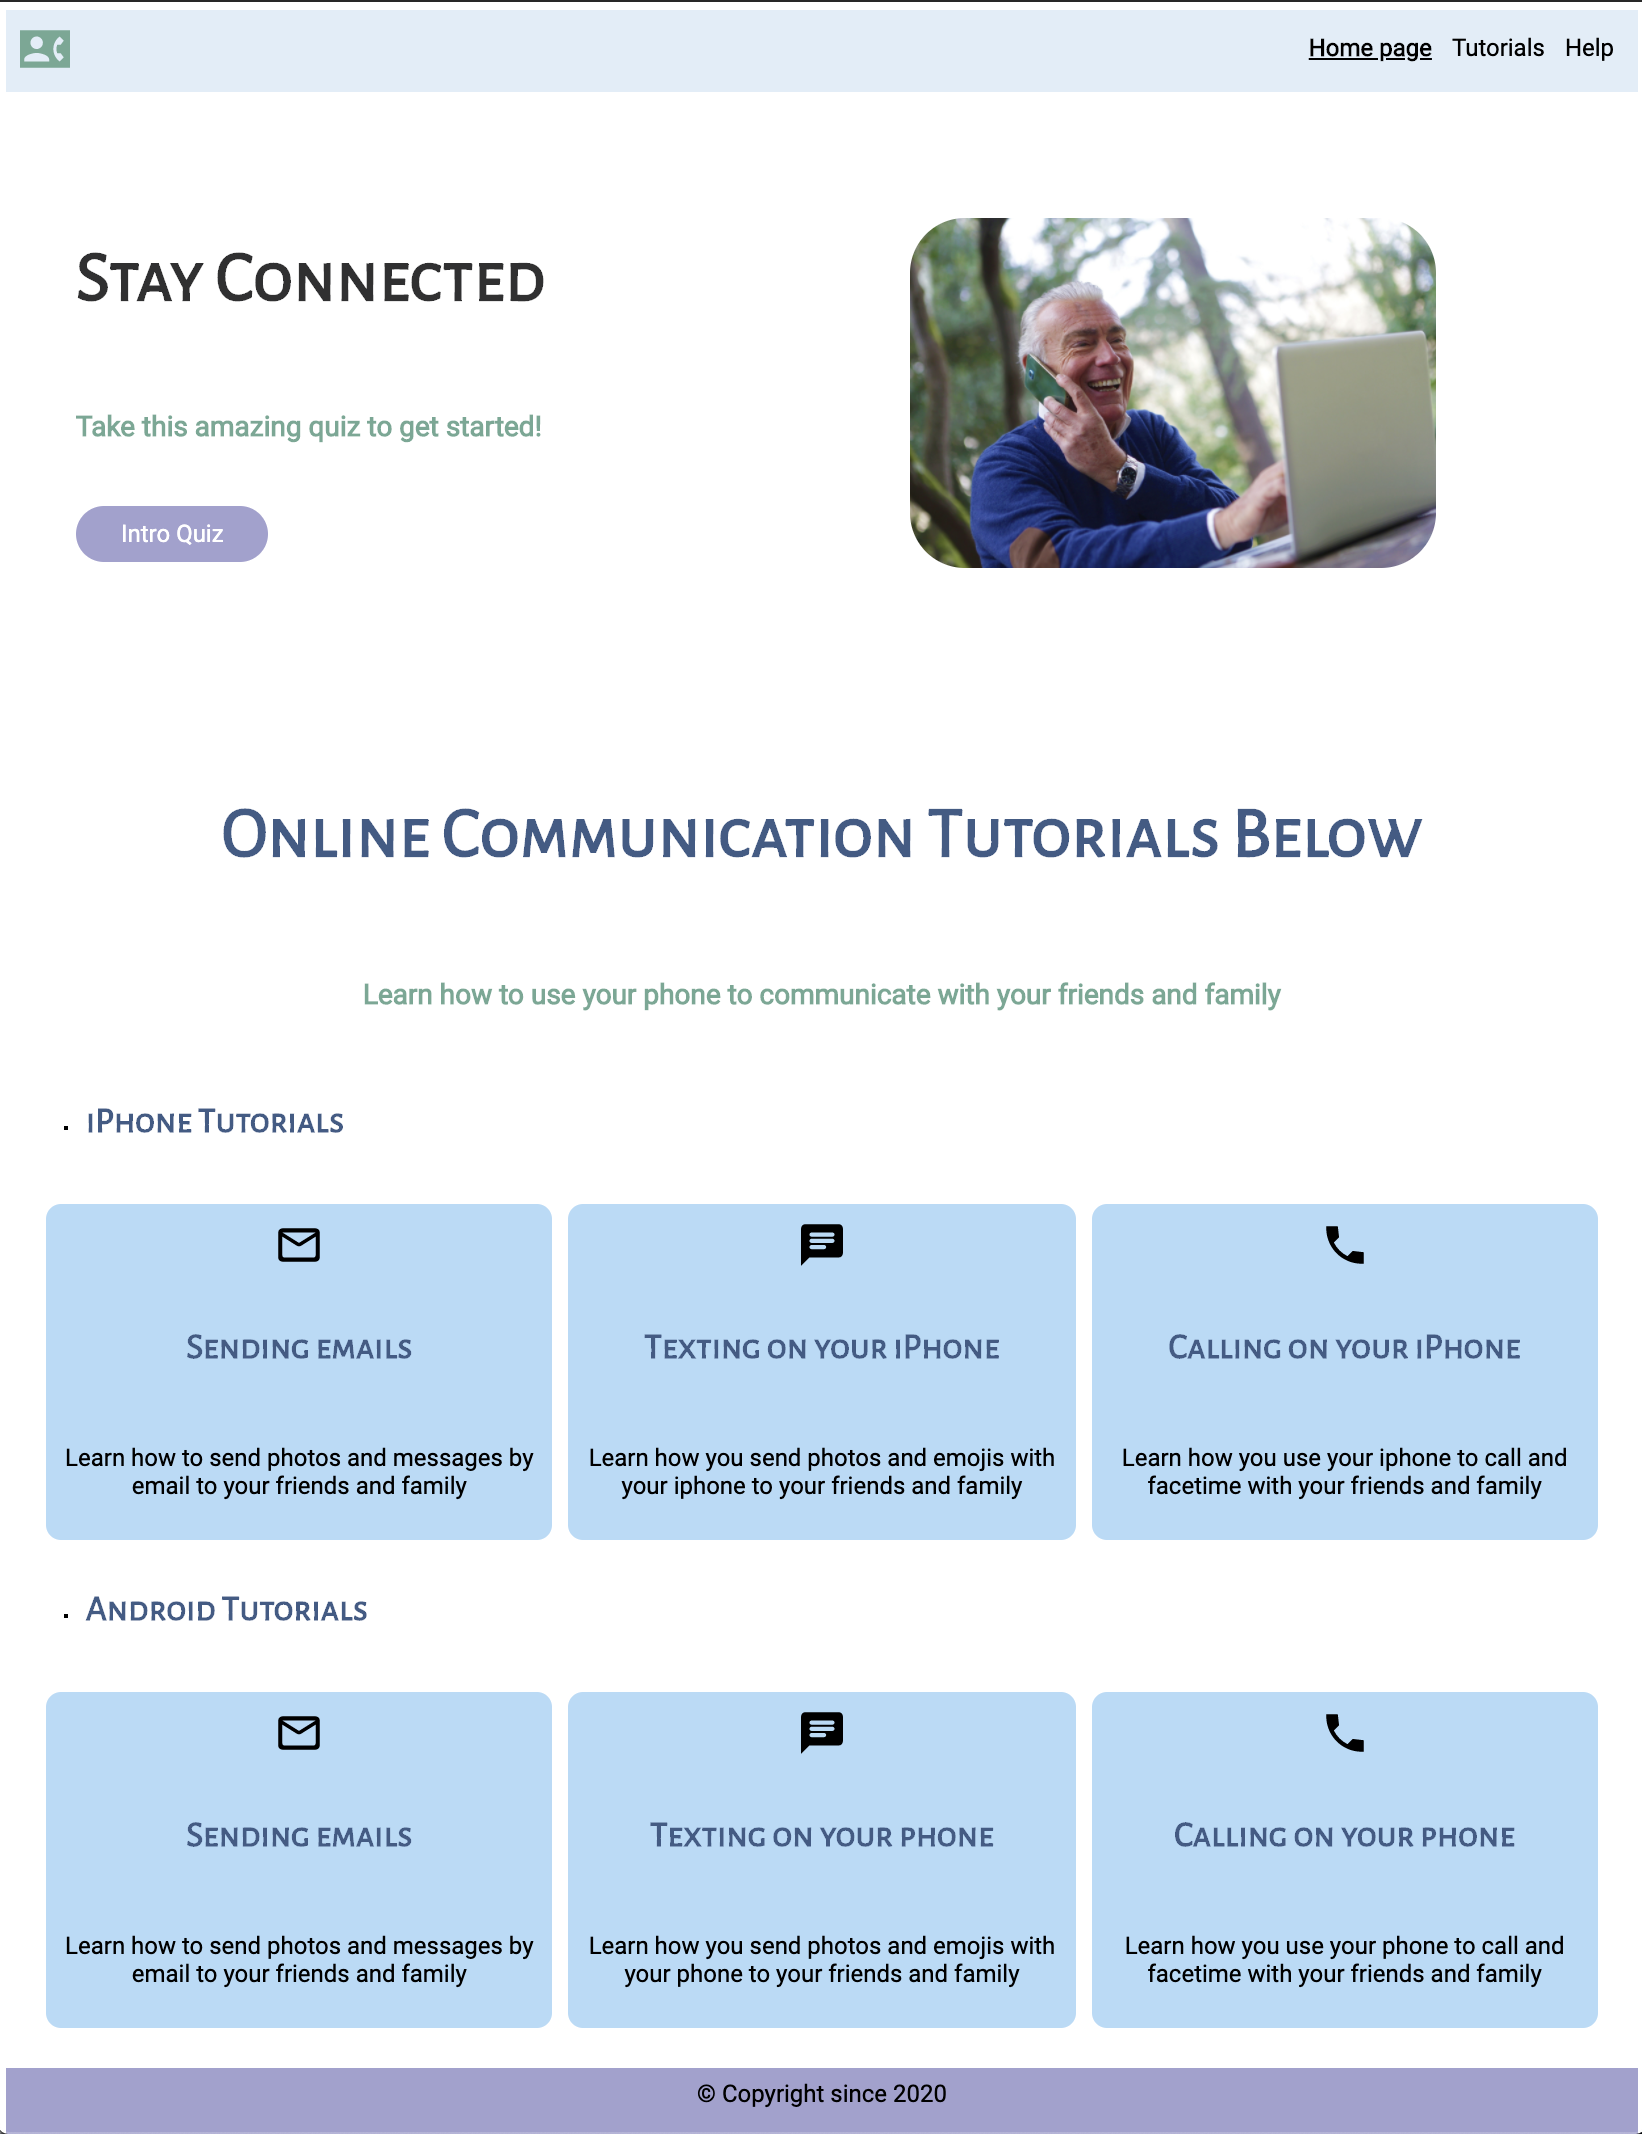 Home page Tutorials Help
Stay Connected
Take this amazing quiz to get started!
Intro Quiz
Online Communication Tutorials Below
Learn how to use your phone to communicate with your friends and family
iPhone Tutorials
Sending emails
Learn how to send photos and messages by
email to your friends and family
Texting on your iPhone
Learn how you send photos and emojis with
your iphone to your friends and family
Calling on your iPhone
Learn how you use your iphone to call and
facetime with your friends and family
Android Tutorials
Sending emails
Learn how to send photos and messages by
email to your friends and family
Texting on your phone
Learn how you send photos and emojis with
your phone to your friends and family
Calling on your phone
Learn how you use your phone to call and
facetime with your friends and family
© Copyright since 2020